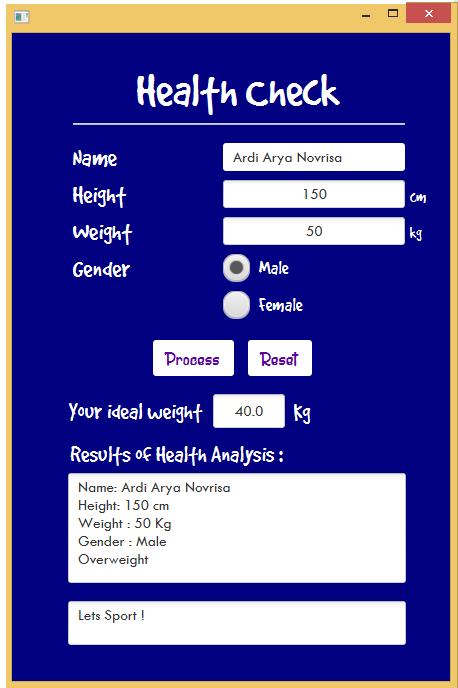 Health Check
Name Ardi Arya Novrisa
Height 150 cm
Weight 50 kg
Gender Male
Female
Process Reset
Your ideal weight 40.0 Kg
Results of Health Analysis :
Name: Ardi Arya Novrisa
Height: 150 cm
Weight : 50 Kg
Gender : Male
Overweight
Lets Sport !